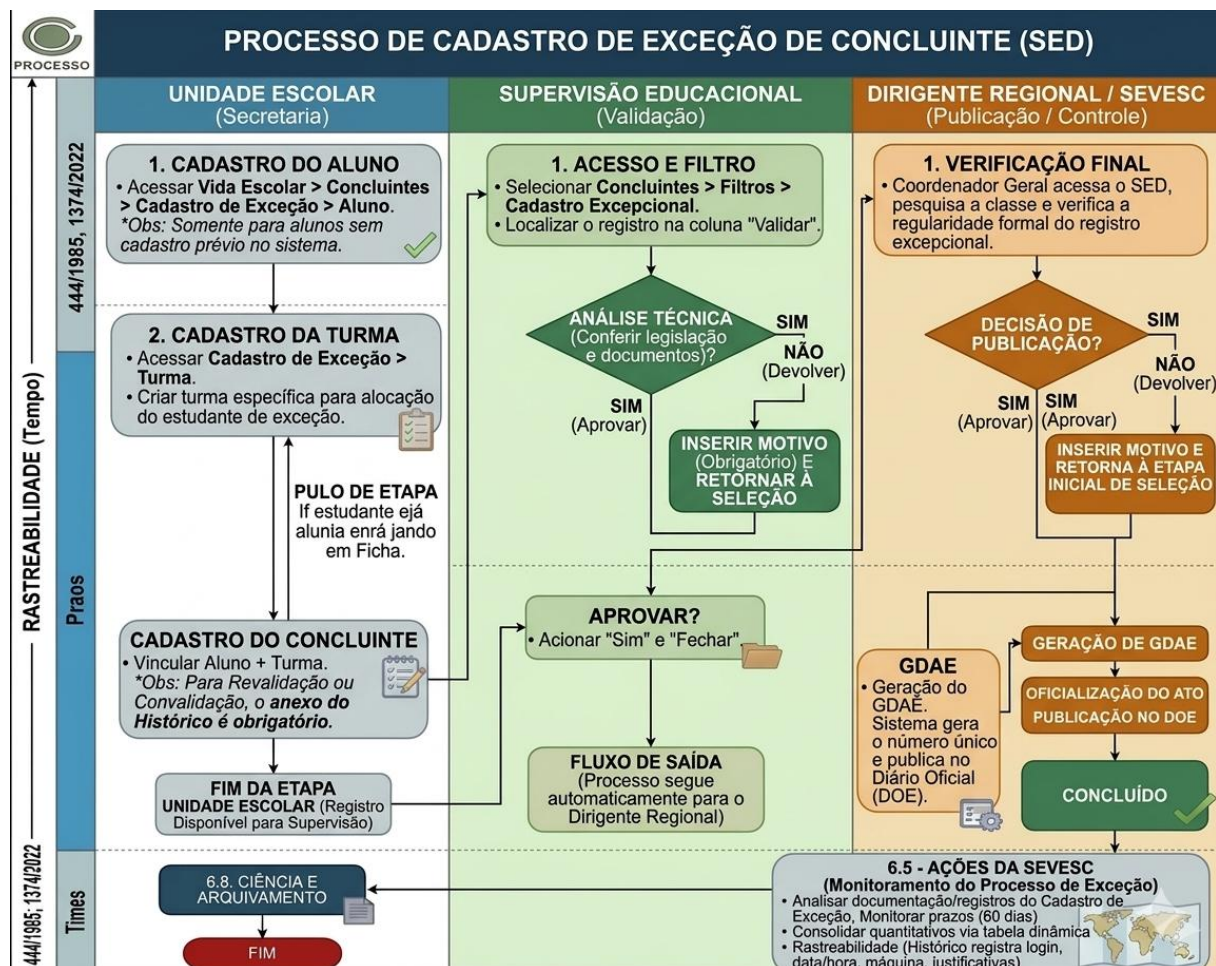 PROCESSO
PROCESSO DE CADASTRO DE EXCEÇÃO DE CONCLUINTE (SED)
RASTREABILIDADE (Tempo)
444/1985; 1374/2022
444/1985, 1374/2022
Praos
Times
UNIDADE ESCOLAR
(Secretaria)
1. CADASTRO DO ALUNO
• Acessar Vida Escolar > Concluintes
> Cadastro de Exceção > Aluno.
*Obs: Somente para alunos sem
cadastro prévio no sistema.
2. CADASTRO DA TURMA
• Acessar Cadastro de Exceção >
Turma.
• Criar turma específica para alocação
do estudante de exceção.
PULO DE ETAPA
If estudante ejá
alunia enrá jando
em Ficha.
CADASTRO DO CONCLUINTE
• Vincular Aluno + Turma.
*Obs: Para Revalidação ou
Convalidação, o anexo do
Histórico é obrigatório.
FIM DA ETAPA
UNIDADE ESCOLAR (Registro
Disponível para Supervisão)
6.8. CIÊNCIA E
ARQUIVAMENTO
FIM
SUPERVISÃO EDUCACIONAL
(Validação)
1. ACESSO E FILTRO
• Selecionar Concluintes > Filtros >
Cadastro Excepcional.
• Localizar o registro na coluna "Validar".
ANÁLISE TÉCNICA
(Conferir legislação
e documentos)?
SIM
NÃO
(Devolver)
SIM
(Aprovar)
INSERIR MOTIVO
(Obrigatório) E
RETORNAR À
SELEÇÃO
APROVAR?
• Acionar "Sim" e "Fechar".
FLUXO DE SAÍDA
(Processo segue
automaticamente para o
Dirigente Regional)
DIRIGENTE REGIONAL / SEVESC
(Publicação / Controle)
1. VERIFICAÇÃO FINAL
• Coordenador Geral acessa o SED,
pesquisa a classe e verifica a
regularidade formal do registro
excepcional.
DECISÃO DE
PUBLICAÇÃO?
SIM
NÃO
(Devolver)
SIM
(Aprovar)
SIM
(Aprovar)
INSERIR MOTIVO E
RETORNA À ETAPA
INICIAL DE SELEÇÃO
GDAE
• Geração do
GDAE.
Sistema gera
o número único
e publica no
Diário Oficial
(DOE).
GERAÇÃO DE GDAE
OFICIALIZAÇÃO DO ATO
PUBLICAÇÃO NO DOE
CONCLUÍDO
6.5 - AÇÕES DA SEVESC
(Monitoramento do Processo de Exceção)
• Analisar documentação/registros do Cadastro de
Exceção, Monitorar prazos (60 dias)
• Consolidar quantitativos via tabela dinâmica
• Rastreabilidade (Histórico registra login,
data/hora, máquina, justificativas)